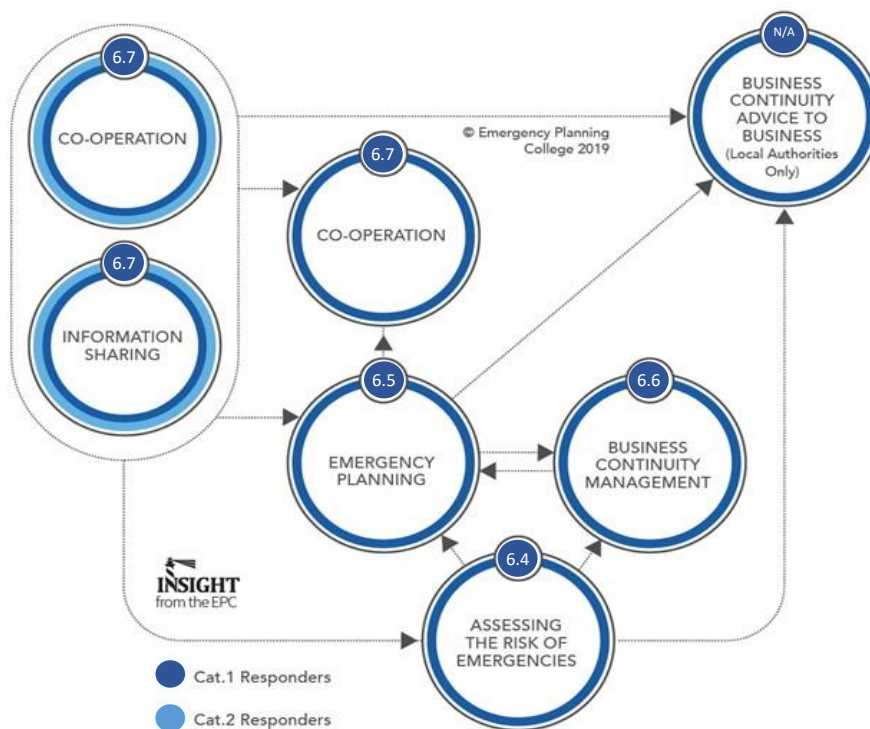 6.7
CO-OPERATION
6.7
INFORMATION
SHARING
© Emergency Planning
College 2019
6.7
CO-OPERATION
N/A
BUSINESS
CONTINUITY
ADVICE TO
BUSINESS
(Local Authorities
Only)
6.5
EMERGENCY
PLANNING
6.6
BUSINESS
CONTINUITY
MANAGEMENT
6.4
ASSESSING
THE RISK OF
EMERGENCIES
INSIGHT
from the EPC
Cat.1 Responders
Cat.2 Responders